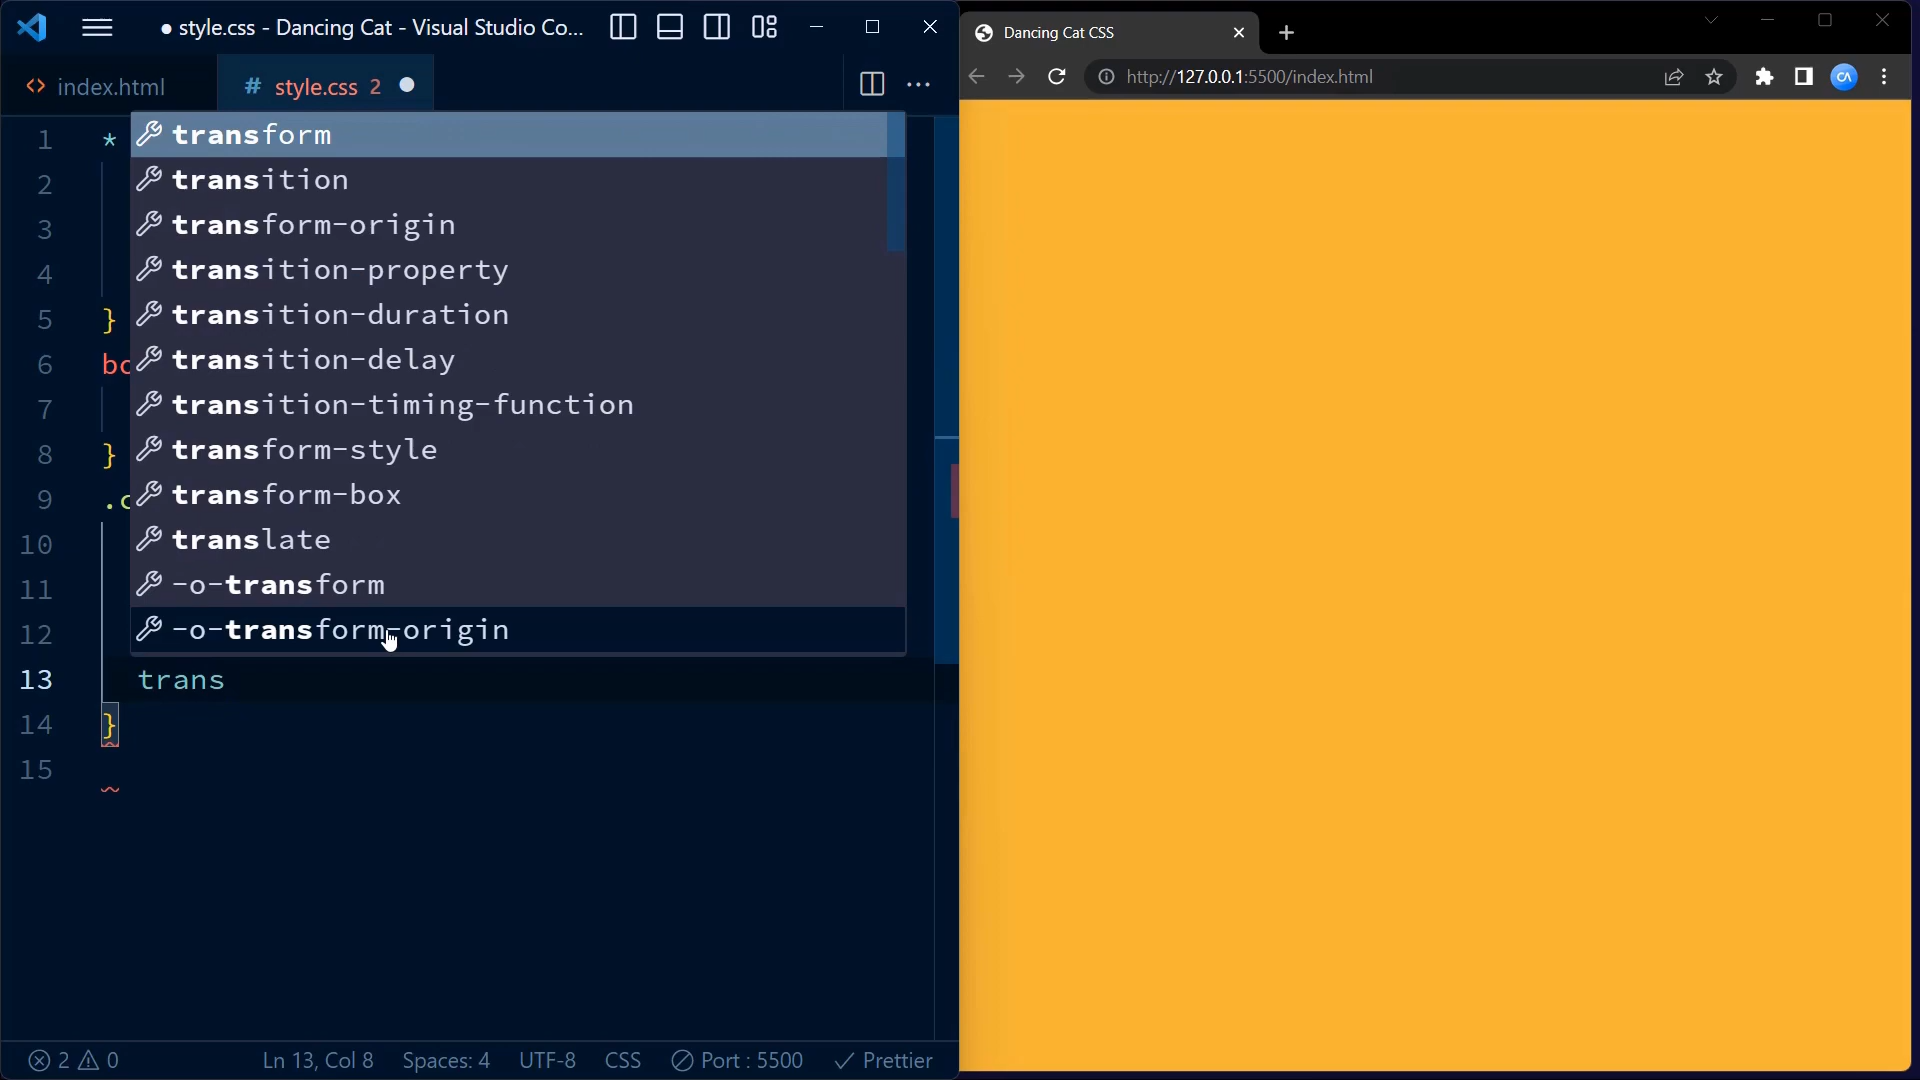 ● style.css - Dancing Cat - Visual Studio Co...
<> index.html
# style.css 2 ●
1 *
2
3
4
5 }
6 bo
7
8 }
9 .c
10
11
12
transform
transition
transform-origin
transition-property
transition-duration
transition-delay
transition-timing-function
transform-style
transform-box
translate
-o-transform
-o-transform-origin
13 trans
14 }
15
2 0
Ln 13, Col 8
Spaces: 4
UTF-8
CSS
Port : 5500
Prettier
Dancing Cat CSS
http://127.0.0.1:5500/index.html
CA